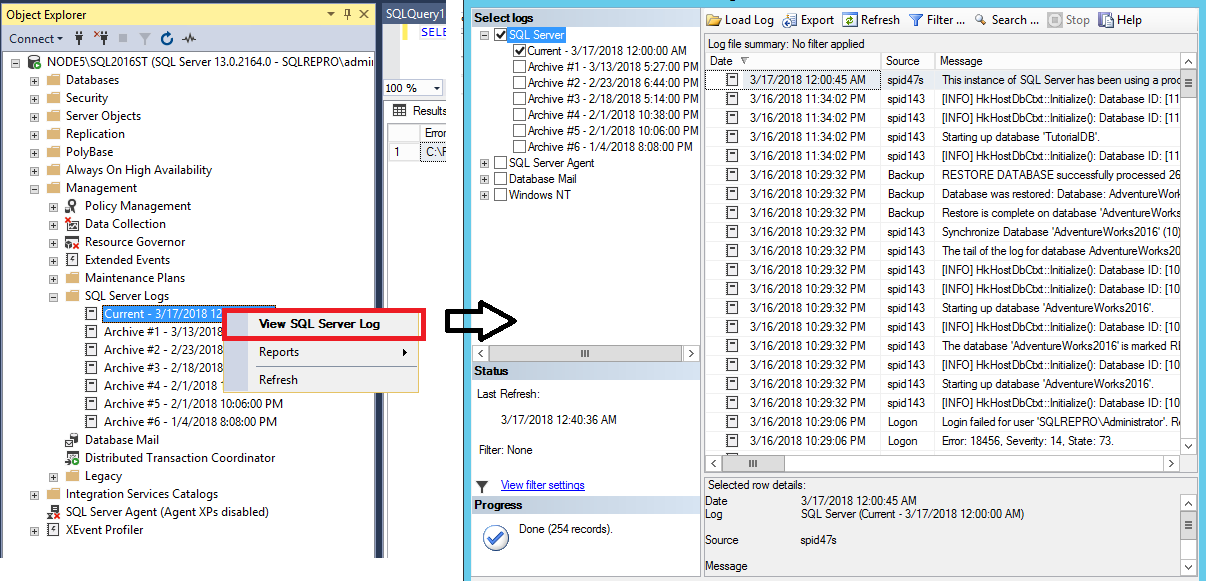 Object Explorer
Connect
NODE5\SQL2016ST (SQL Server 13.0.2164.0 - SQLREPRO\admir
Databases
Security
Server Objects
Replication
PolyBase
Always On High Availability
Management
Policy Management
Data Collection
Resource Governor
Extended Events
Maintenance Plans
SQL Server Logs
Current - 3/17/2018 12
Archive #1 - 3/13/2018
Archive #2 - 2/23/2018
Archive #3 - 2/18/2018
Archive #4 - 2/1/2018
Archive #5 - 2/1/2018 10:06:00 PM
Archive #6 - 1/4/2018 8:08:00 PM
Database Mail
Distributed Transaction Coordinator
Legacy
Integration Services Catalogs
SQL Server Agent (Agent XPs disabled)
XEvent Profiler
View SQL Server Log
Reports
Refresh
SQLQuery1
SELE
100 %
Results
Error
1 C:\F
Select logs
SQL Server
Current - 3/17/2018 12:00:00 AM
Archive #1 - 3/13/2018 5:27:00 PM
Archive #2 - 2/23/2018 6:44:00 PM
Archive #3 - 2/18/2018 5:14:00 PM
Archive #4 - 2/1/2018 10:38:00 PM
Archive #5 - 2/1/2018 10:06:00 PM
Archive #6 - 1/4/2018 8:08:00 PM
SQL Server Agent
Database Mail
Windows NT
Status
Last Refresh:
3/17/2018 12:40:36 AM
Filter: None
View filter settings
Progress
Done (254 records).
Load Log Export Refresh Filter ... Search ... Stop Help
Log file summary: No filter applied
Date Source Message
3/17/2018 12:00:45 AM spid47s This instance of SQL Server has been using a proc
3/16/2018 11:34:02 PM spid143 [INFO] HkHostDbCtxt::Initialize(): Database ID: [11
3/16/2018 11:34:02 PM spid143 [INFO] HkHostDbCtxt::Initialize(): Database ID: [11
3/16/2018 11:34:02 PM spid143 Starting up database 'TutorialDB'.
3/16/2018 11:34:02 PM spid143 [INFO] HkHostDbCtxt::Initialize(): Database ID: [11
3/16/2018 10:29:32 PM Backup RESTORE DATABASE successfully processed 26
3/16/2018 10:29:32 PM Backup Database was restored: Database: AdventureWork
3/16/2018 10:29:32 PM Backup Restore is complete on database 'AdventureWorks
3/16/2018 10:29:32 PM spid143 Synchronize Database 'AdventureWorks2016' (10)
3/16/2018 10:29:32 PM spid143 The tail of the log for database AdventureWorks2
3/16/2018 10:29:32 PM spid143 [INFO] HkHostDbCtxt::Initialize(): Database ID: [10
3/16/2018 10:29:32 PM spid143 [INFO] HkHostDbCtxt::Initialize(): Database ID: [10
3/16/2018 10:29:32 PM spid143 Starting up database 'AdventureWorks2016'.
3/16/2018 10:29:32 PM spid143 [INFO] HkHostDbCtxt::Initialize(): Database ID: [10
3/16/2018 10:29:32 PM spid143 The database 'AdventureWorks2016' is marked RE
3/16/2018 10:29:32 PM spid143 [INFO] HkHostDbCtxt::Initialize(): Database ID: [10
3/16/2018 10:29:32 PM spid143 Starting up database 'AdventureWorks2016'.
3/16/2018 10:29:32 PM spid143 [INFO] HkHostDbCtxt::Initialize(): Database ID: [10
3/16/2018 10:29:06 PM Logon Login failed for user 'SQLREPRO\Administrator'. R
3/16/2018 10:29:06 PM Logon Error: 18456, Severity: 14, State: 73.
Selected row details:
Date 3/17/2018 12:00:45 AM
Log SQL Server (Current - 3/17/2018 12:00:00 AM)
Source spid47s
Message